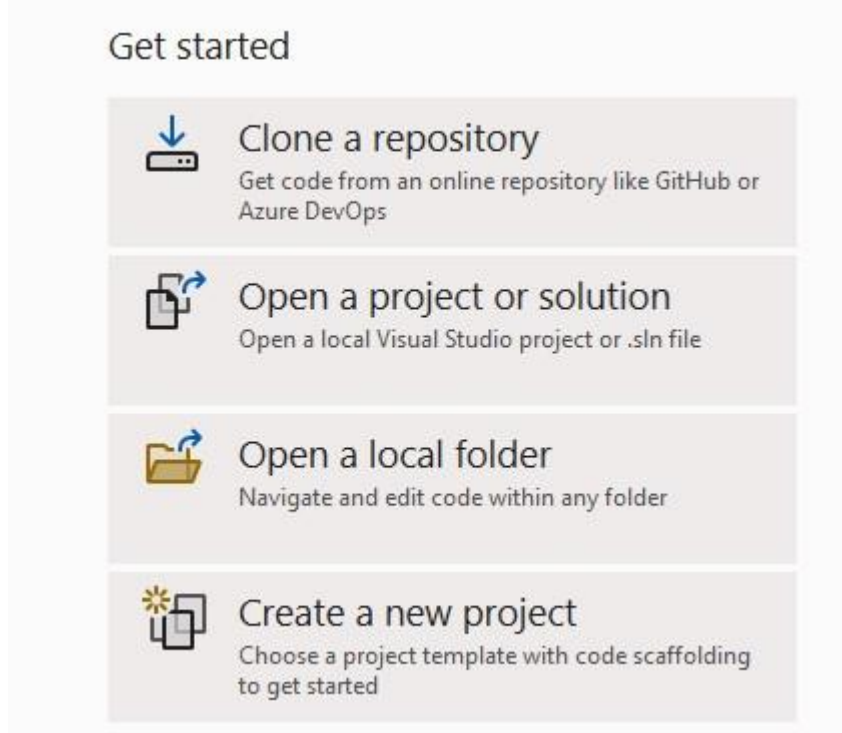 Get started
Clone a repository
Get code from an online repository like GitHub or
Azure DevOps
Open a project or solution
Open a local Visual Studio project or .sln file
Open a local folder
Navigate and edit code within any folder
Create a new project
Choose a project template with code scaffolding
to get started